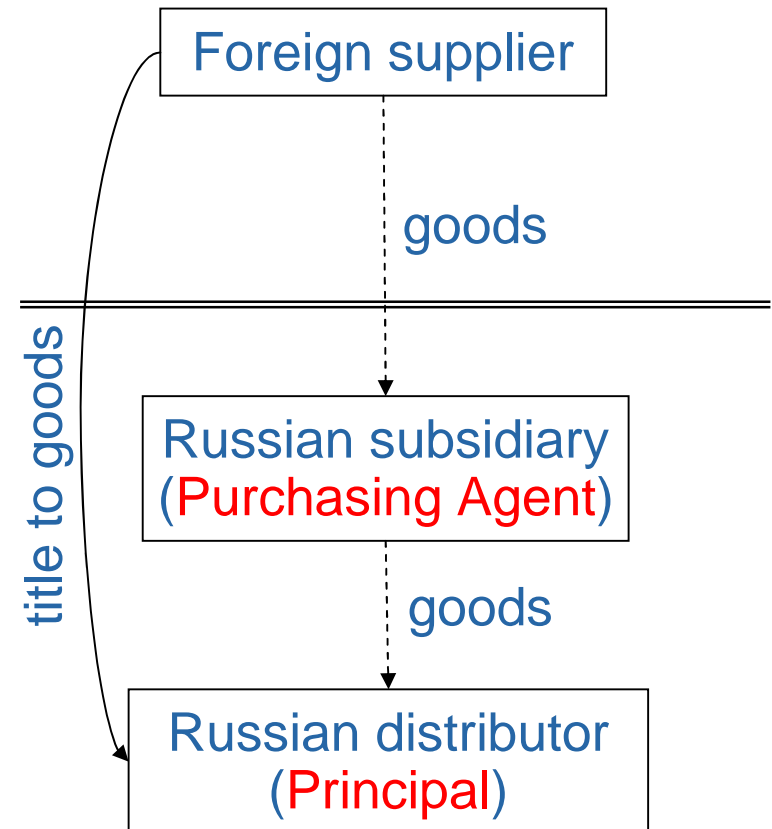 Foreign supplier
goods
title to goods
Russian subsidiary
(Purchasing Agent)
goods
Russian distributor
(Principal)